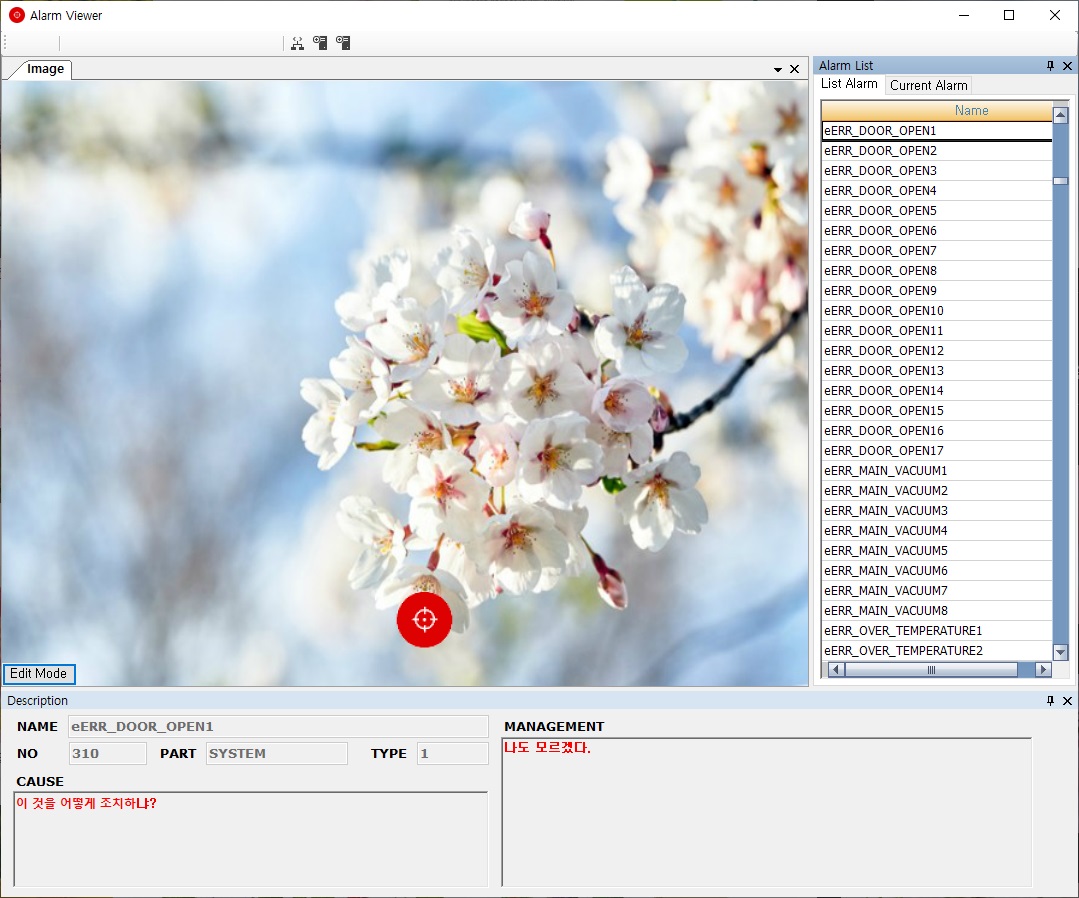 Alarm Viewer
Image
Alarm List
List Alarm
Current Alarm
Name
eERR_DOOR_OPEN1
eERR_DOOR_OPEN2
eERR_DOOR_OPEN3
eERR_DOOR_OPEN4
eERR_DOOR_OPEN5
eERR_DOOR_OPEN6
eERR_DOOR_OPEN7
eERR_DOOR_OPEN8
eERR_DOOR_OPEN9
eERR_DOOR_OPEN10
eERR_DOOR_OPEN11
eERR_DOOR_OPEN12
eERR_DOOR_OPEN13
eERR_DOOR_OPEN14
eERR_DOOR_OPEN15
eERR_DOOR_OPEN16
eERR_DOOR_OPEN17
eERR_MAIN_VACUUM1
eERR_MAIN_VACUUM2
eERR_MAIN_VACUUM3
eERR_MAIN_VACUUM4
eERR_MAIN_VACUUM5
eERR_MAIN_VACUUM6
eERR_MAIN_VACUUM7
eERR_MAIN_VACUUM8
eERR_OVER_TEMPERATURE1
eERR_OVER_TEMPERATURE2
Edit Mode
Description
NAME eERR_DOOR_OPEN1
NO 310 PART SYSTEM TYPE 1
CAUSE
이 것을 어떻게 조치하냐?
MANAGEMENT
나도 모르겠다.